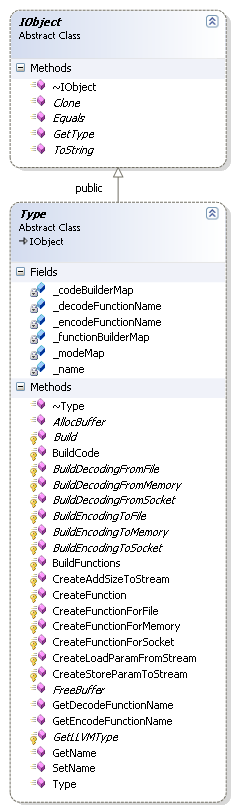 IObject
Abstract Class
Methods
~IObject
Clone
Equals
GetType
ToString
public
Type
Abstract Class
IObject
Fields
_codeBuilderMap
_decodeFunctionName
_encodeFunctionName
_functionBuilderMap
_modeMap
_name
Methods
~Type
AllocBuffer
Build
BuildCode
BuildDecodingFromFile
BuildDecodingFromMemory
BuildDecodingFromSocket
BuildEncodingToFile
BuildEncodingToMemory
BuildEncodingToSocket
BuildFunctions
CreateAddSizeToStream
CreateFunction
CreateFunctionForFile
CreateFunctionForMemory
CreateFunctionForSocket
CreateLoadParamFromStream
CreateStoreParamToStream
FreeBuffer
GetDecodeFunctionName
GetEncodeFunctionName
GetLLVMType
GetName
SetName
Type